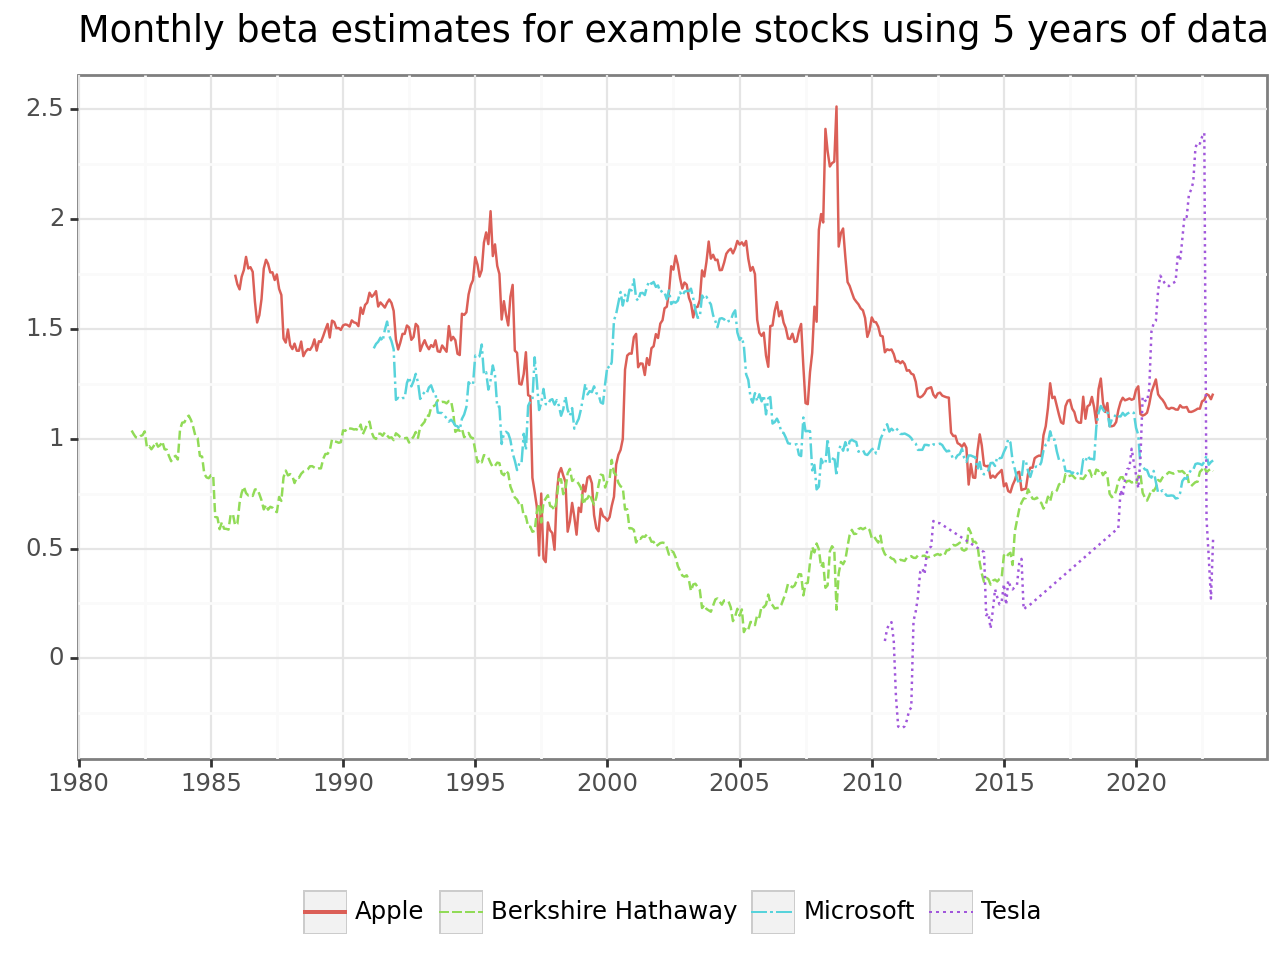 Monthly beta estimates for example stocks using 5 years of data
2.5
2
1.5
1
0.5
0
1980 1985 1990 1995 2000 2005 2010 2015 2020
Apple Berkshire Hathaway Microsoft Tesla